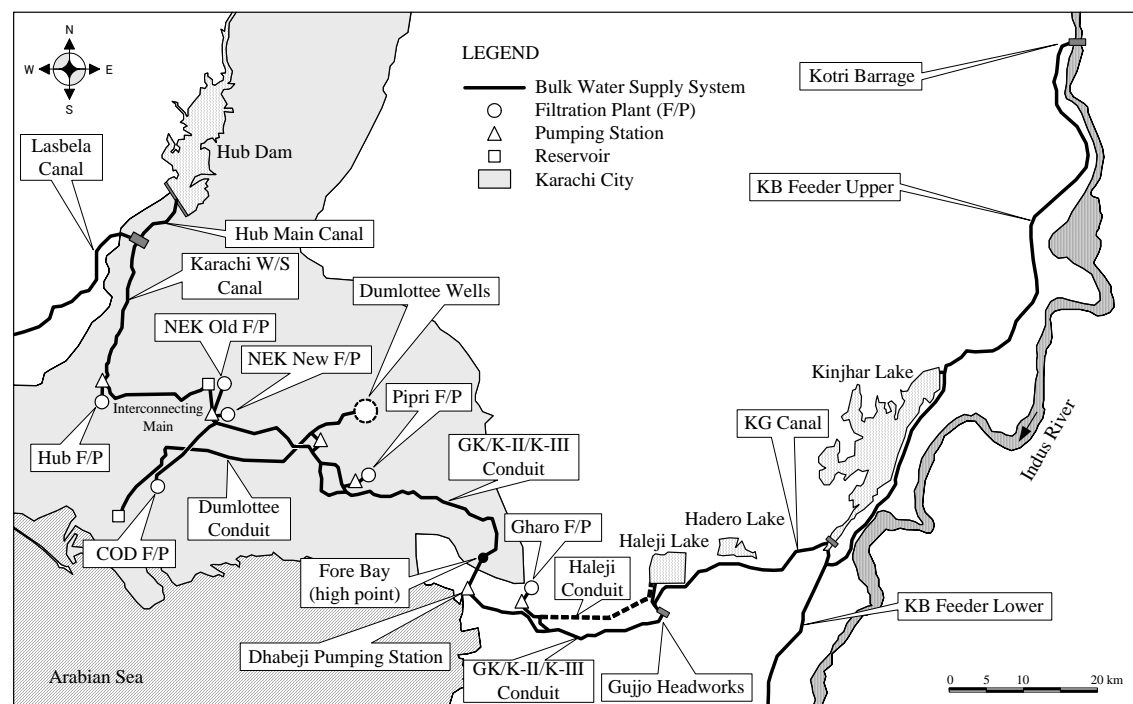 N
W
E
S
LEGEND
Bulk Water Supply System
Filtration Plant (F/P)
Pumping Station
Reservoir
Karachi City
Kotri Barrage
Lasbela
Canal
Hub Dam
KB Feeder Upper
Hub Main Canal
Karachi W/S
Canal
Dumlottee Wells
NEK Old F/P
NEK New F/P
Kinjhar Lake
Pipri F/P
Interconnecting
Main
KG Canal
GK/K-II/K-III
Conduit
Indus River
Hub F/P
Dumlottee
Conduit
Hadero Lake
Gharo F/P
Haleji Lake
COD F/P
Fore Bay
(high point)
Haleji
Conduit
KB Feeder Lower
Dhabeji Pumping Station
GK/K-II/K-III
Conduit
Gujjo Headworks
Arabian Sea
0 5 10 20 km